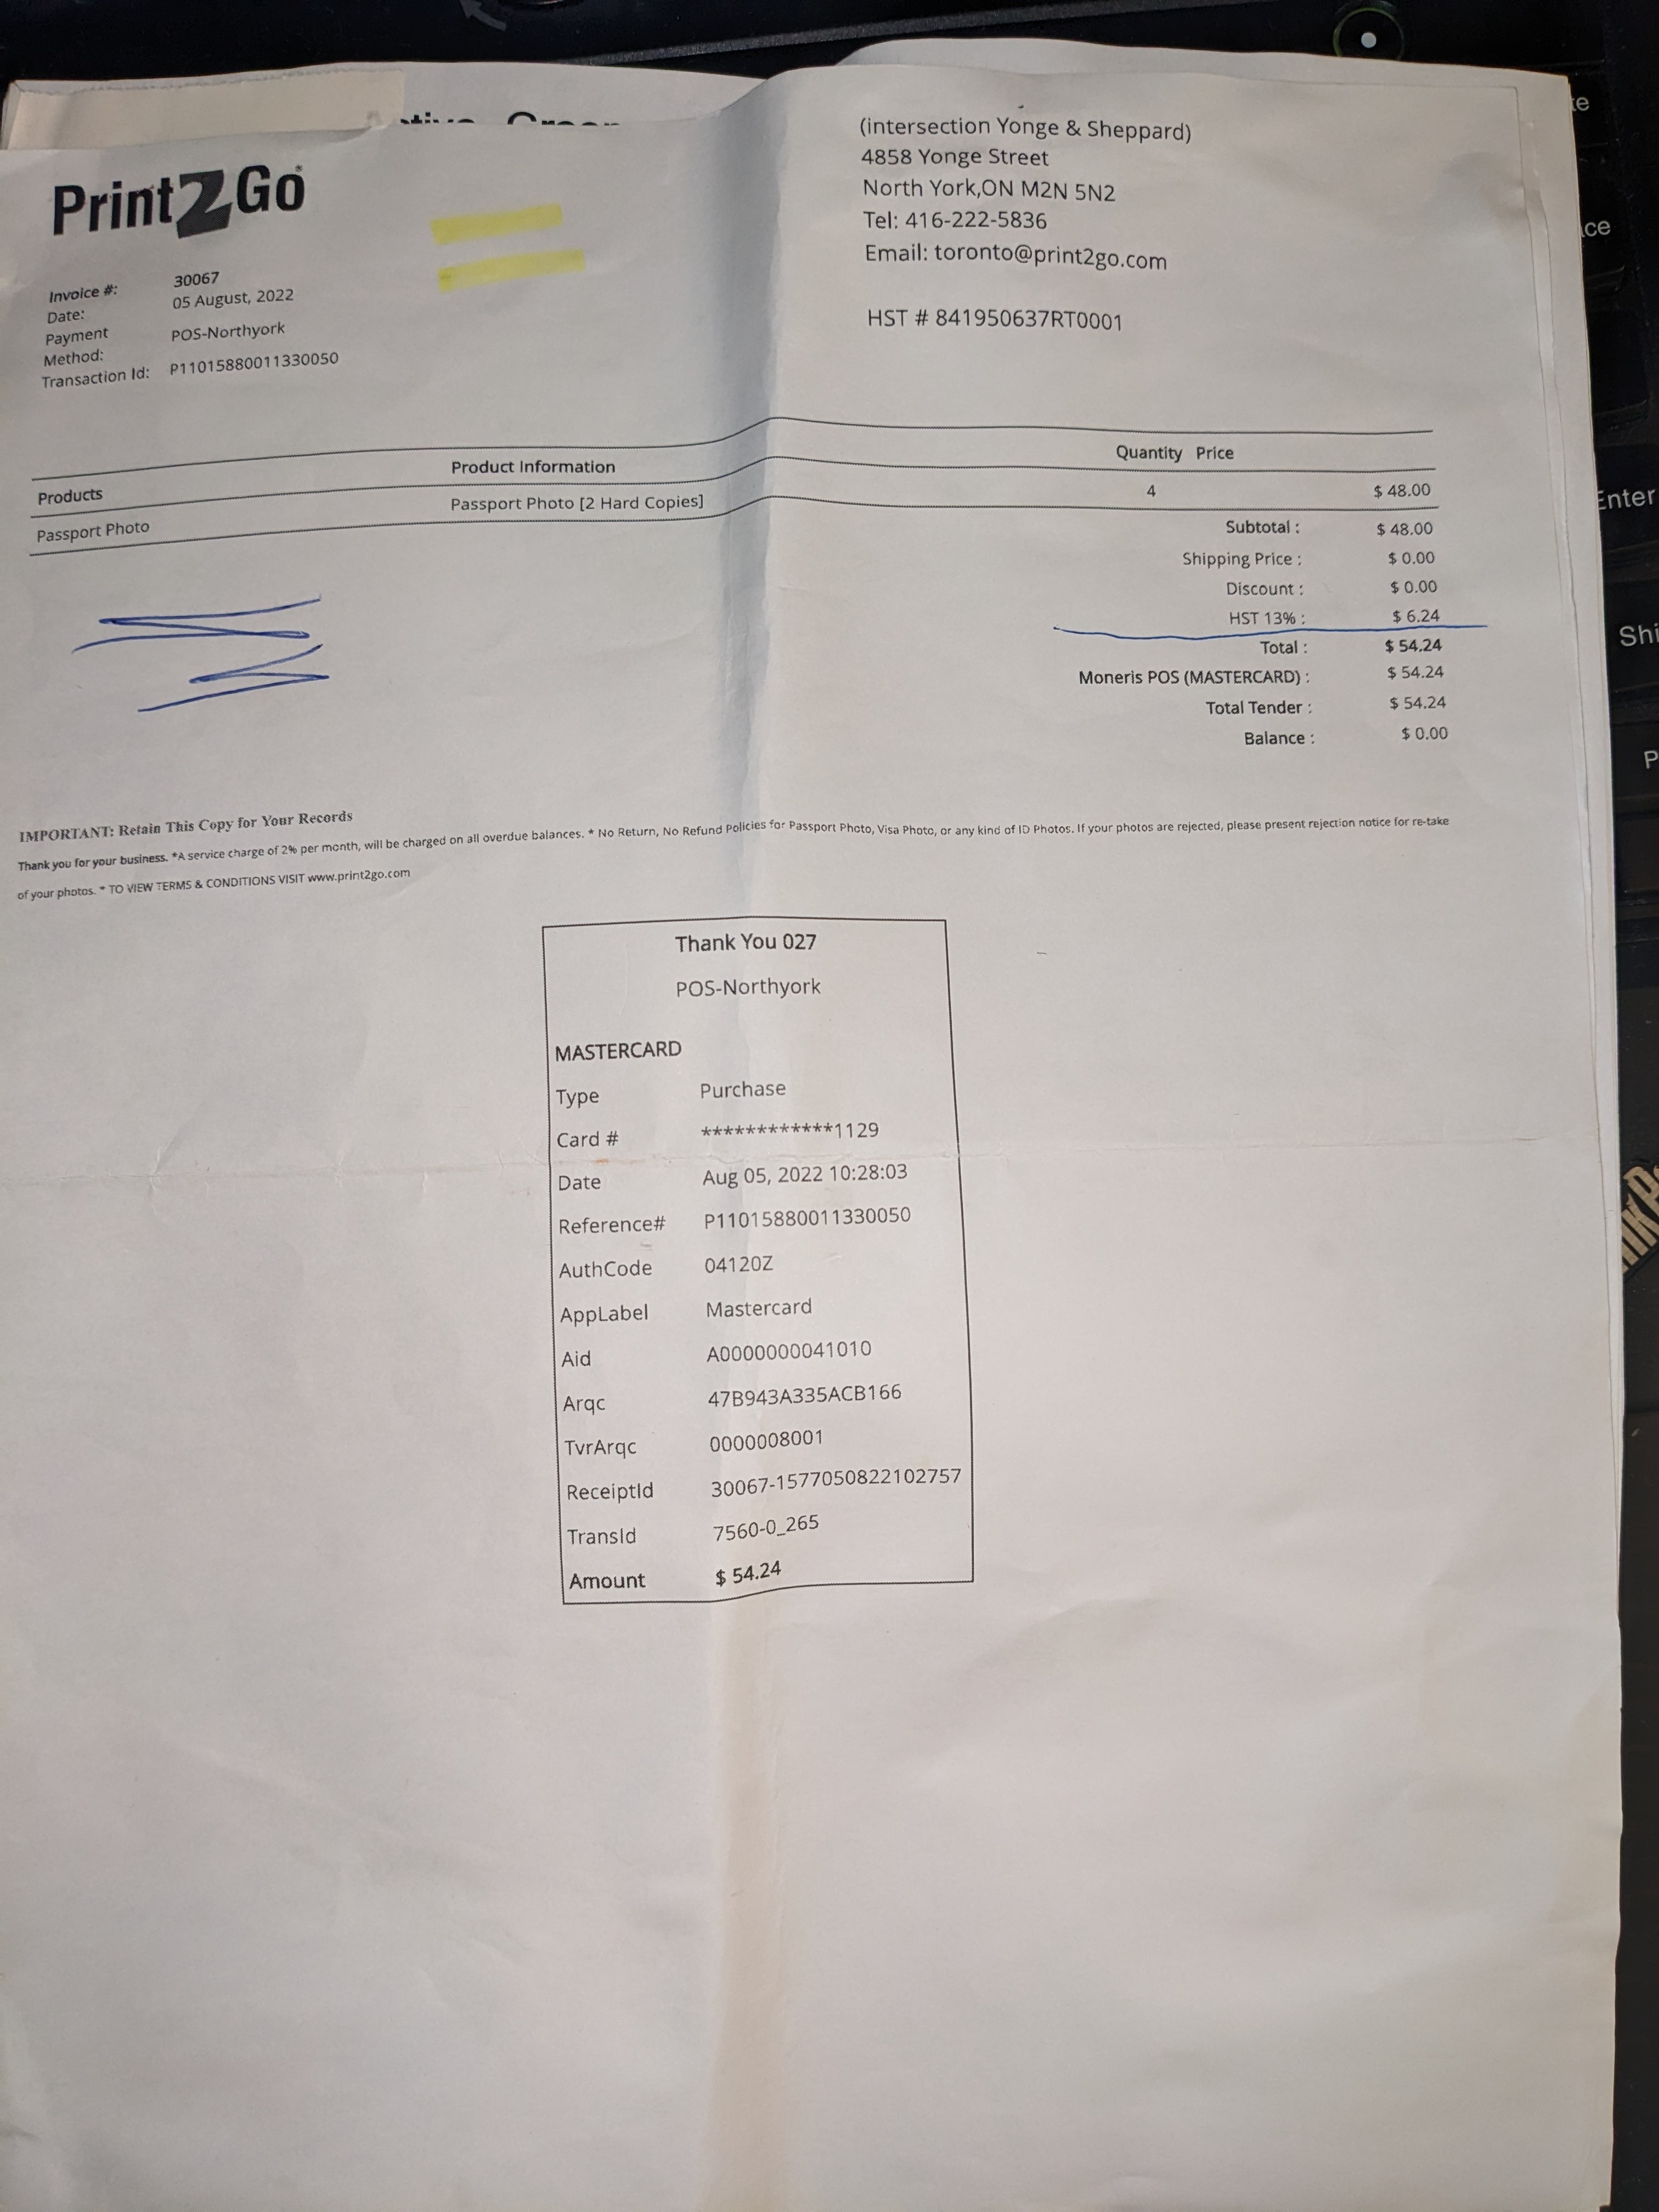 Print2Go
(intersection Yonge & Sheppard)
4858 Yonge Street
North York,ON M2N 5N2
Tel: 416-222-5836
Email: toronto@print2go.com
HST # 841950637RT0001
Invoice #: 30067
Date: 05 August, 2022
Payment Method: POS-Northyork
Transaction Id: P11015880011330050
Products Product Information Quantity Price
Passport Photo Passport Photo [2 Hard Copies] 4 $ 48.00
Subtotal : $ 48.00
Shipping Price : $ 0.00
Discount : $ 0.00
HST 13% : $ 6.24
Total : $ 54.24
Moneris POS (MASTERCARD) : $ 54.24
Total Tender : $ 54.24
Balance : $ 0.00
IMPORTANT: Retain This Copy for Your Records
Thank you for your business. *A service charge of 2% per month, will be charged on all overdue balances. * No Return, No Refund Policies for Passport Photo, Visa Photo, or any kind of ID Photos. If your photos are rejected, please present rejection notice for re-take
of your photos. * TO VIEW TERMS & CONDITIONS VISIT www.print2go.com
Thank You 027
POS-Northyork
MASTERCARD
Type Purchase
Card # ************1129
Date Aug 05, 2022 10:28:03
Reference# P11015880011330050
AuthCode 04120Z
AppLabel Mastercard
Aid A0000000041010
Arqc 47B943A335ACB166
TvrArqc 0000008001
ReceiptId 30067-1577050822102757
TransId 7560-0_265
Amount $ 54.24
Enter